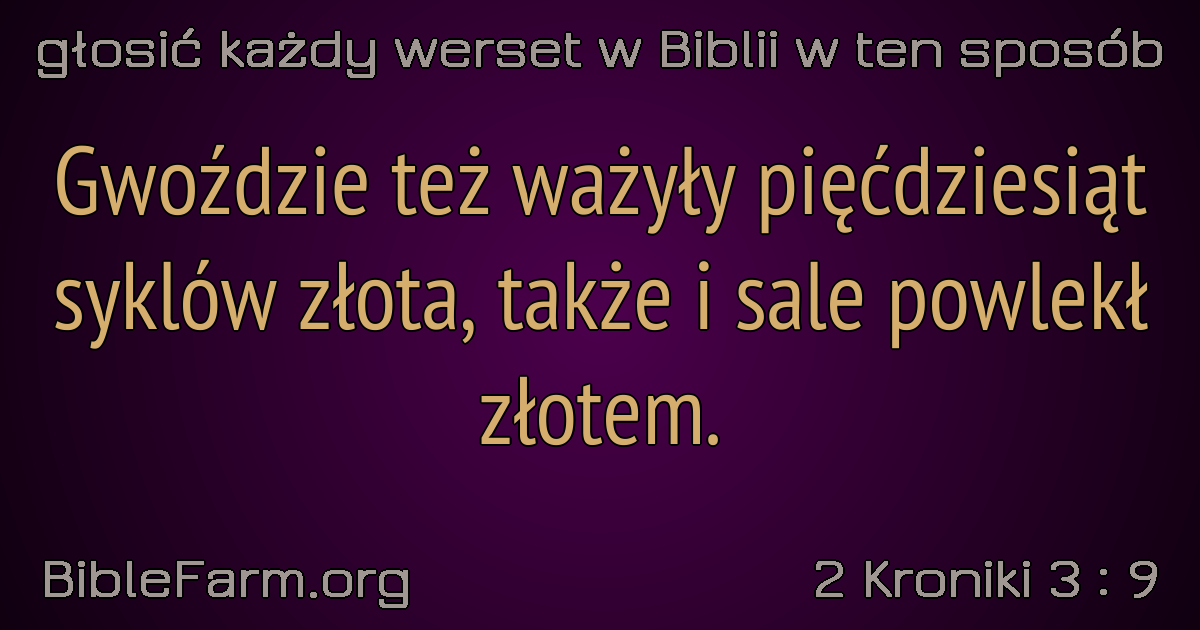 głosić każdy werset w Biblii w ten sposób
Gwoździe też ważyły pięćdziesiąt
syklów złota, także i sale powlekł
złotem.
BibleFarm.org
2 Kroniki 3 : 9